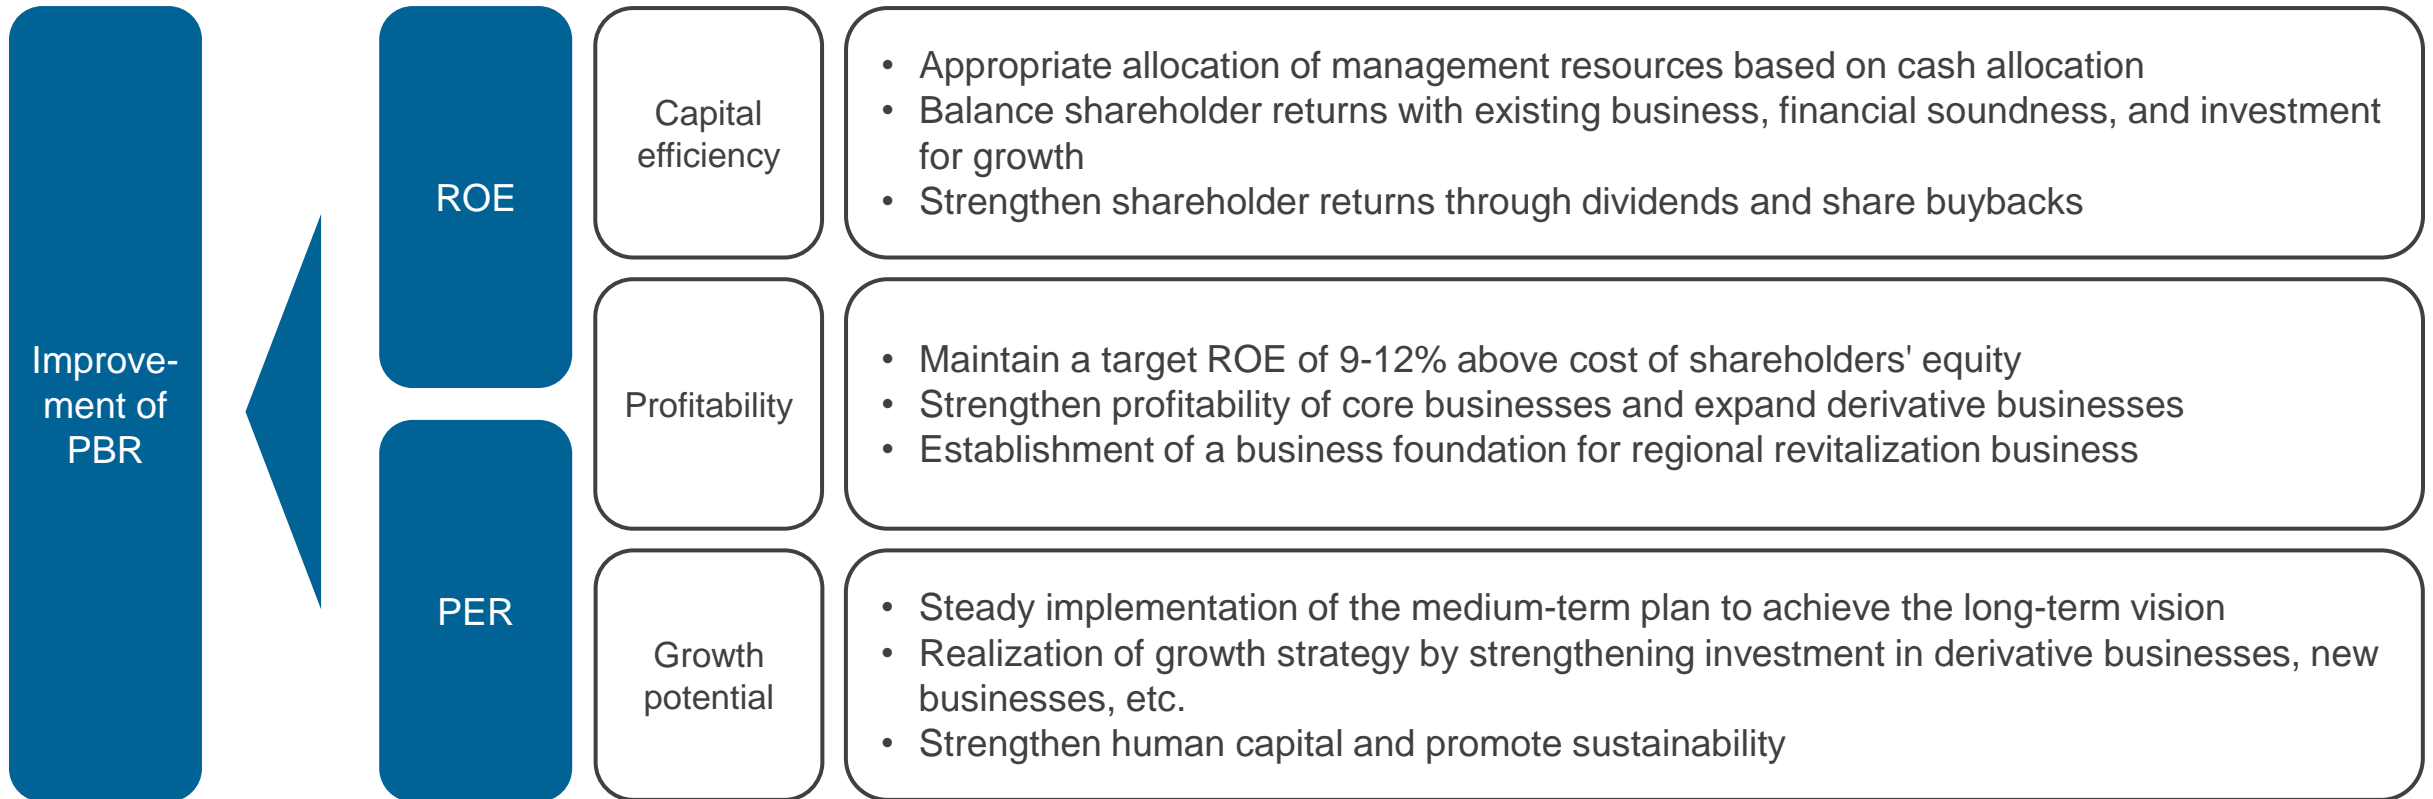 Improve-
ment of
PBR
ROE
PER
Capital
efficiency
• Appropriate allocation of management resources based on cash allocation
• Balance shareholder returns with existing business, financial soundness, and investment
for growth
• Strengthen shareholder returns through dividends and share buybacks
Profitability
• Maintain a target ROE of 9-12% above cost of shareholders' equity
• Strengthen profitability of core businesses and expand derivative businesses
• Establishment of a business foundation for regional revitalization business
Growth
potential
• Steady implementation of the medium-term plan to achieve the long-term vision
• Realization of growth strategy by strengthening investment in derivative businesses, new
businesses, etc.
• Strengthen human capital and promote sustainability